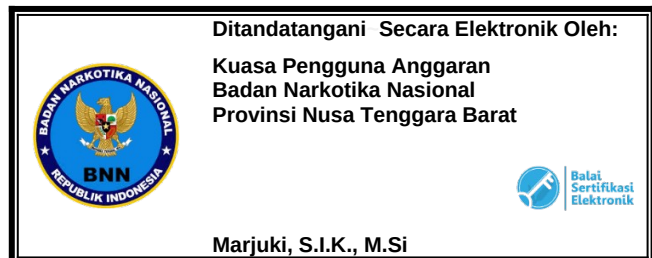 Ditandatangani Secara Elektronik Oleh:
Kuasa Pengguna Anggaran
Badan Narkotika Nasional
Provinsi Nusa Tenggara Barat
BADAN NARKOTIKA NASIONAL
BNN
REPUBLIK INDONESIA
Balai
Sertifikasi
Elektronik
Marjuki, S.I.K., M.Si